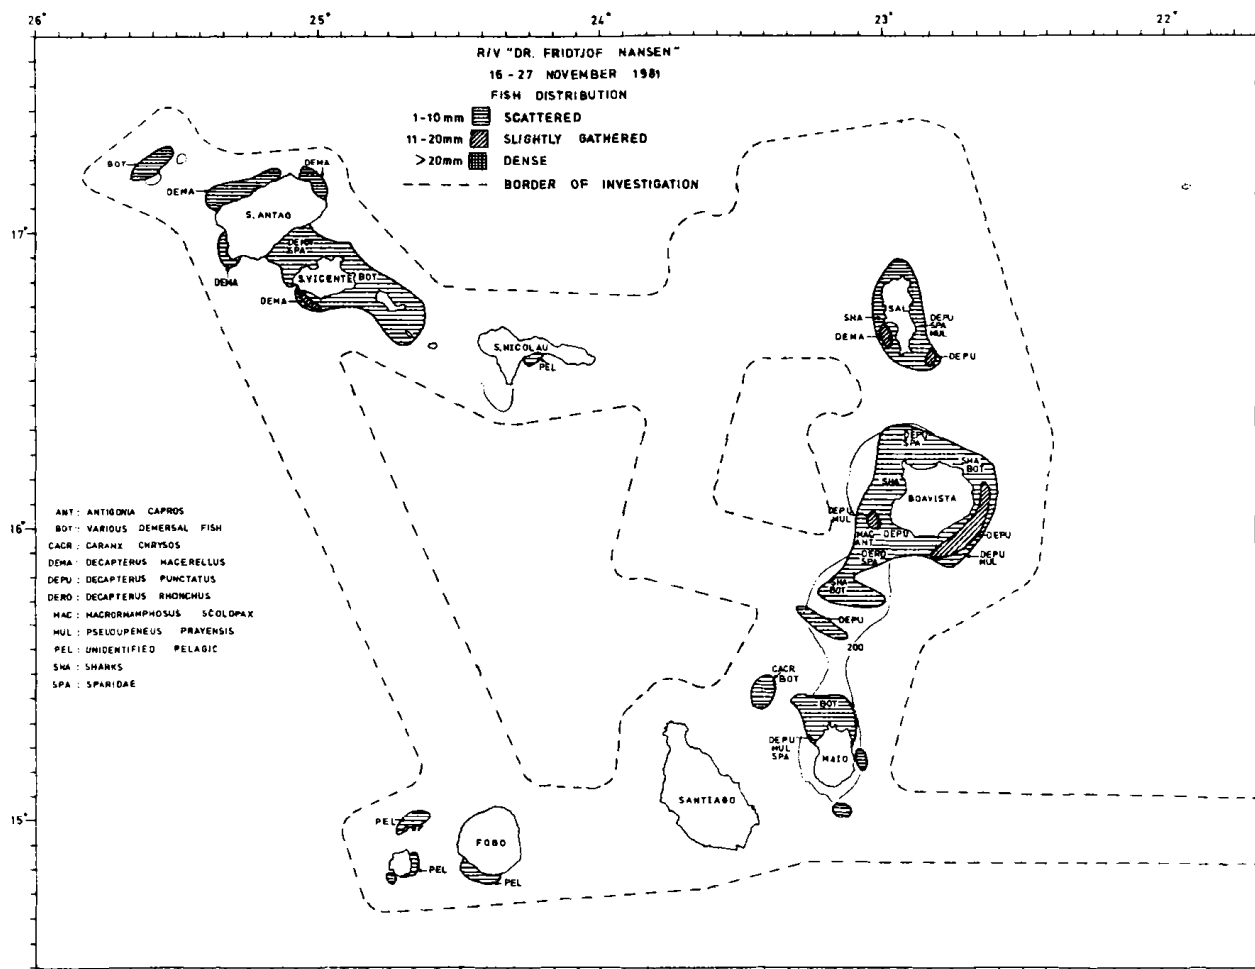 26° 25° 24° 23° 22°
R/V "DR. FRIDTJOF NANSEN"
16 - 27 NOVEMBER 1981
FISH DISTRIBUTION
1-10 mm SCATTERED
11-20mm SLIGHTLY GATHERED
>20mm DENSE
BORDER OF INVESTIGATION
BOT
DEMA
DEMA
S. ANTAO
17°
DEMA
SPA
DEMA
S.VICENTE
BOT
DEMA
S.NICOLAU
PEL
SAL
SHA
DEMA
DEPU
SPA
MUL
DEPU
DEPU
SPA
SHA
BOT
SHA
BOAVISTA
16°
DEPU
MUL
MAC
ANT
DEPU
DEPU
DEPU
MUL
DERO
SPA
SHA
BOT
DEPU
200
ANT : ANTIGONIA CAPROS
BOT : VARIOUS DEMERSAL FISH
CACR : CARANX CHRYSOS
DEMA : DECAPTERUS MACERELLUS
DEPU : DECAPTERUS PUNCTATUS
DERO : DECAPTERUS RHONCHUS
MAC : MACRORHAMPHOSUS SCOLOPAX
MUL : PSEUDUPENEUS PRAYENSIS
PEL : UNIDENTIFIED PELAGIC
SHA : SHARKS
SPA : SPARIDAE
CACR
BOT
BOT
DEPU
MUL
SPA
MAIO
SANTIAGO
15°
PEL
FOGO
PEL
PEL